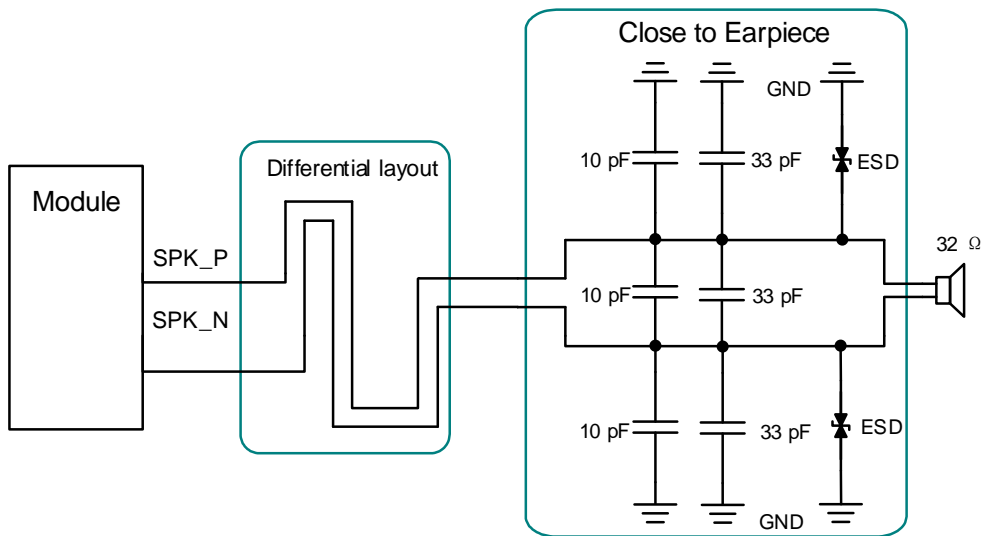 Close to Earpiece
GND
10 pF
33 pF
ESD
Differential layout
Module
SPK_P
32 Ω
10 pF
33 pF
SPK_N
10 pF
33 pF
ESD
GND